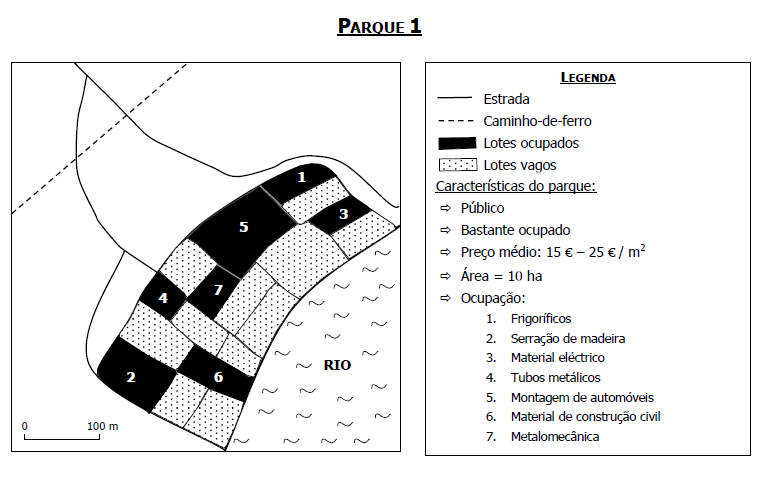 PARQUE 1
1
3
5
7
4
2
6
RIO
0 100 m
LEGENDA
Estrada
Caminho-de-ferro
Lotes ocupados
Lotes vagos
Características do parque:
⇨ Público
⇨ Bastante ocupado
⇨ Preço médio: 15 € – 25 € / m²
⇨ Área = 10 ha
⇨ Ocupação:
1. Frigoríficos
2. Serração de madeira
3. Material eléctrico
4. Tubos metálicos
5. Montagem de automóveis
6. Material de construção civil
7. Metalomecânica